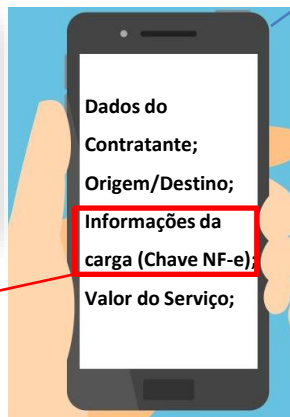 Dados do
Contratante;
Origem/Destino;
Informações da
carga (Chave NF-e);
Valor do Serviço;